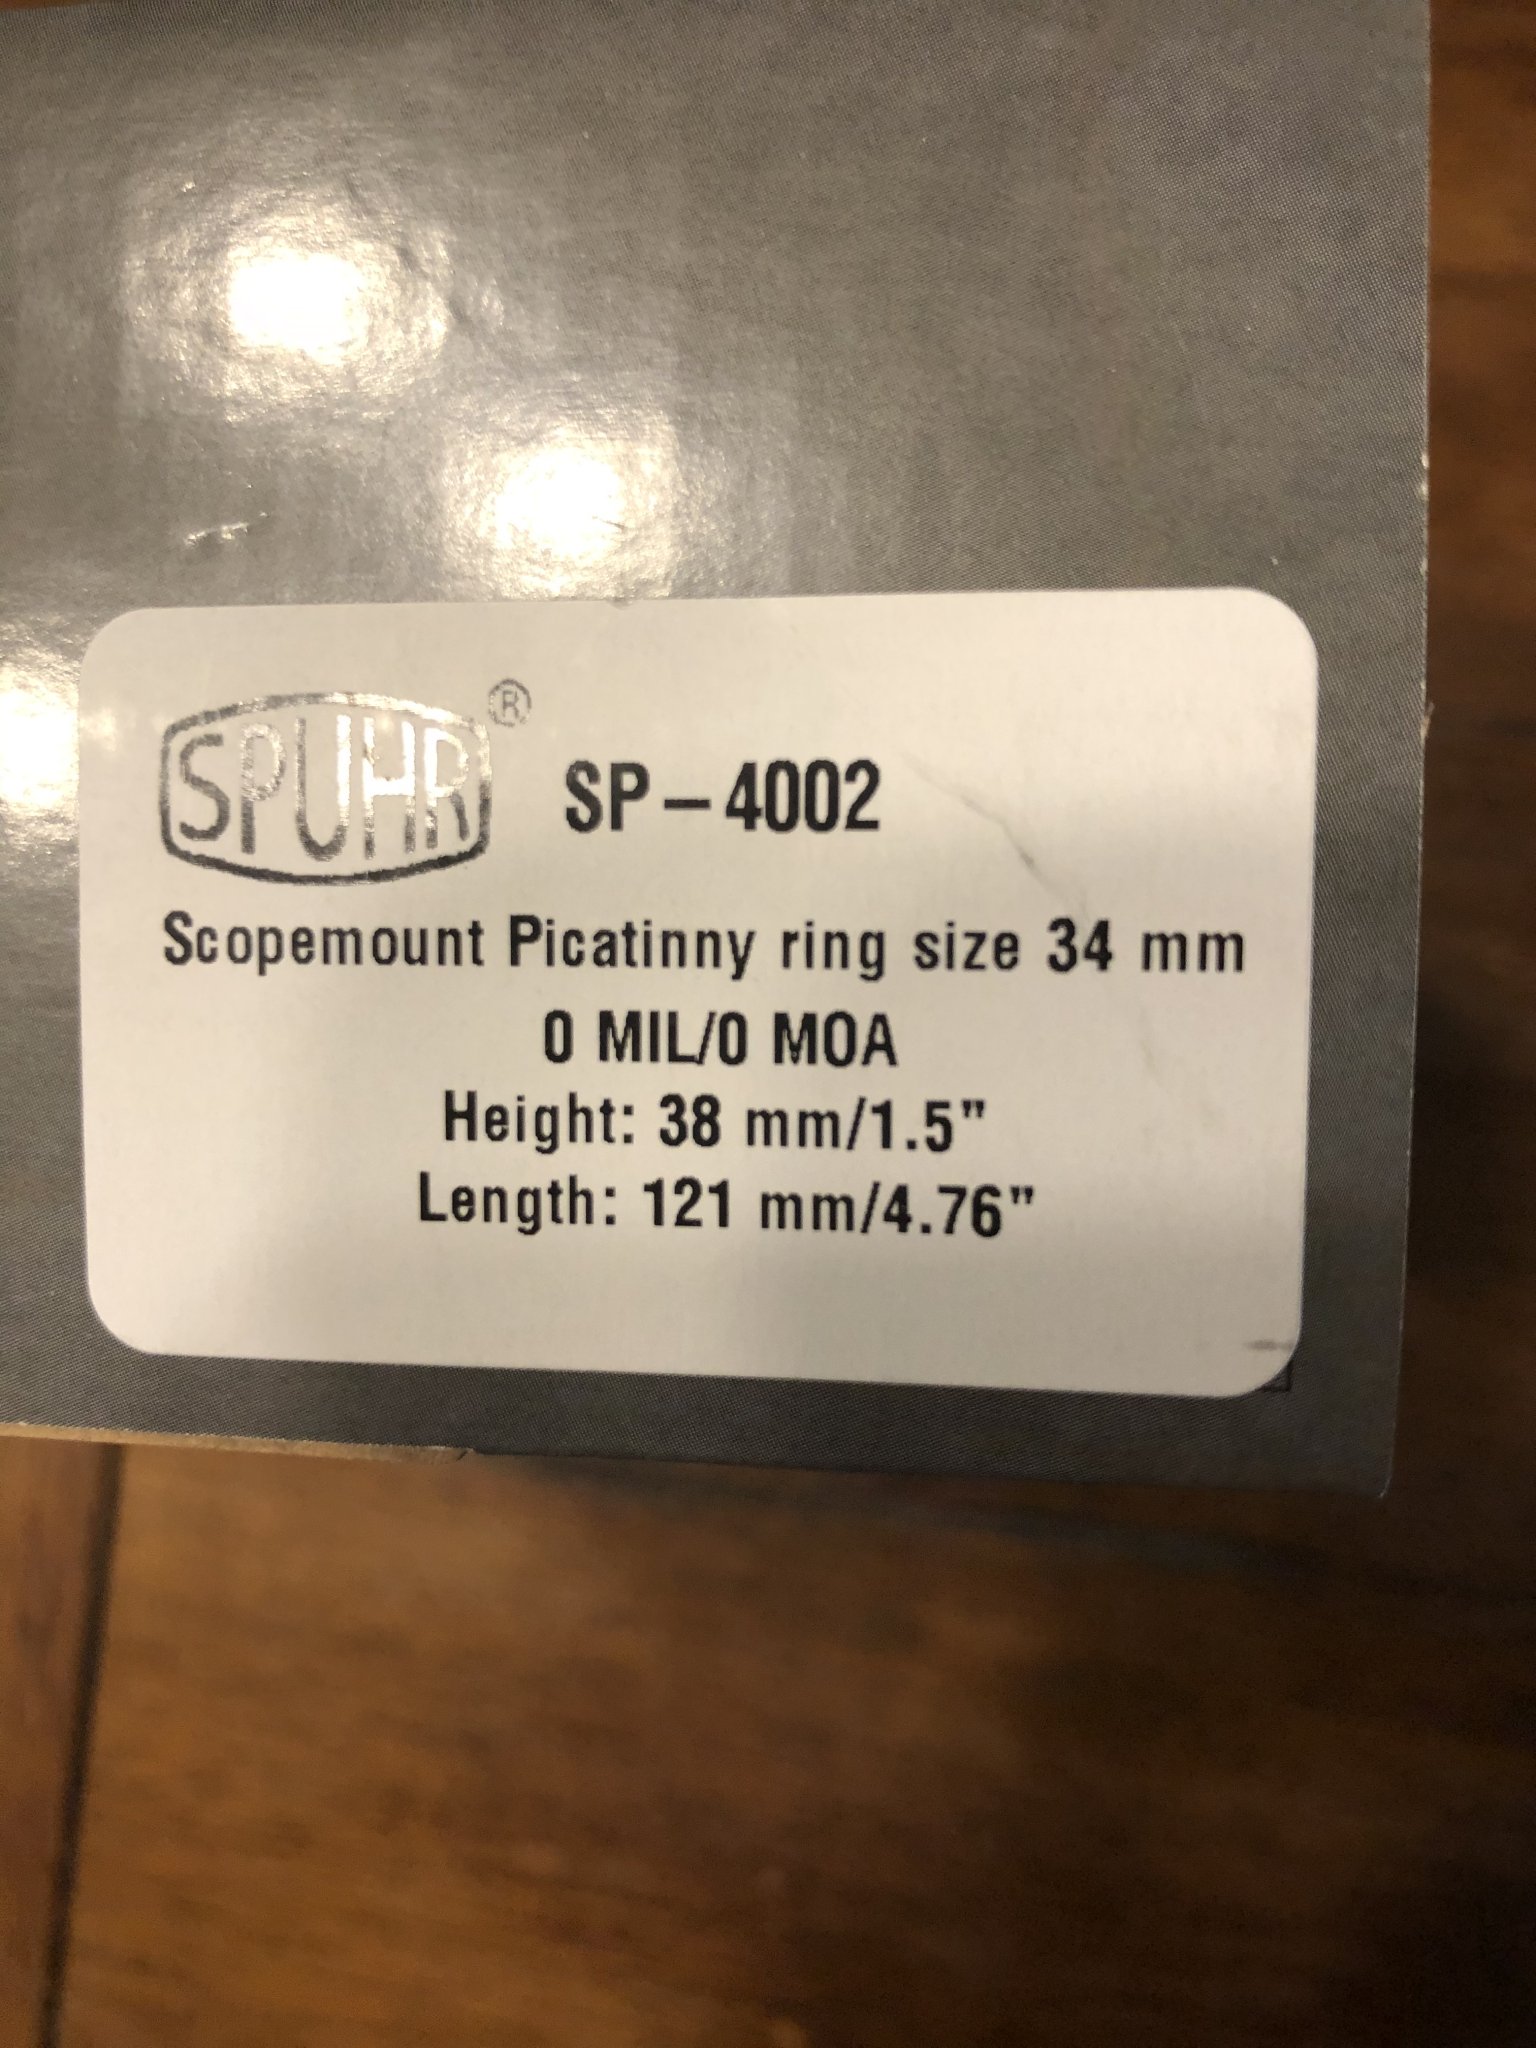 SPUHR® SP-4002
Scopemount Picatinny ring size 34 mm
0 MIL/0 MOA
Height: 38 mm/1.5"
Length: 121 mm/4.76"